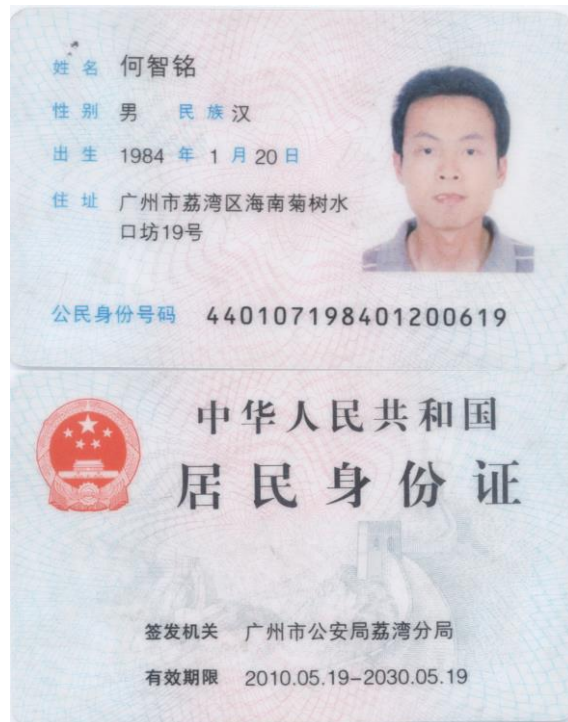 姓 名 何智铭
性 别 男 民 族 汉
出 生 1984 年 1 月 20 日
住 址 广州市荔湾区海南菊树水
口坊19号
公民身份号码 440107198401200619
中华人民共和国
居民身份证
签发机关 广州市公安局荔湾分局
有效期限 2010.05.19-2030.05.19